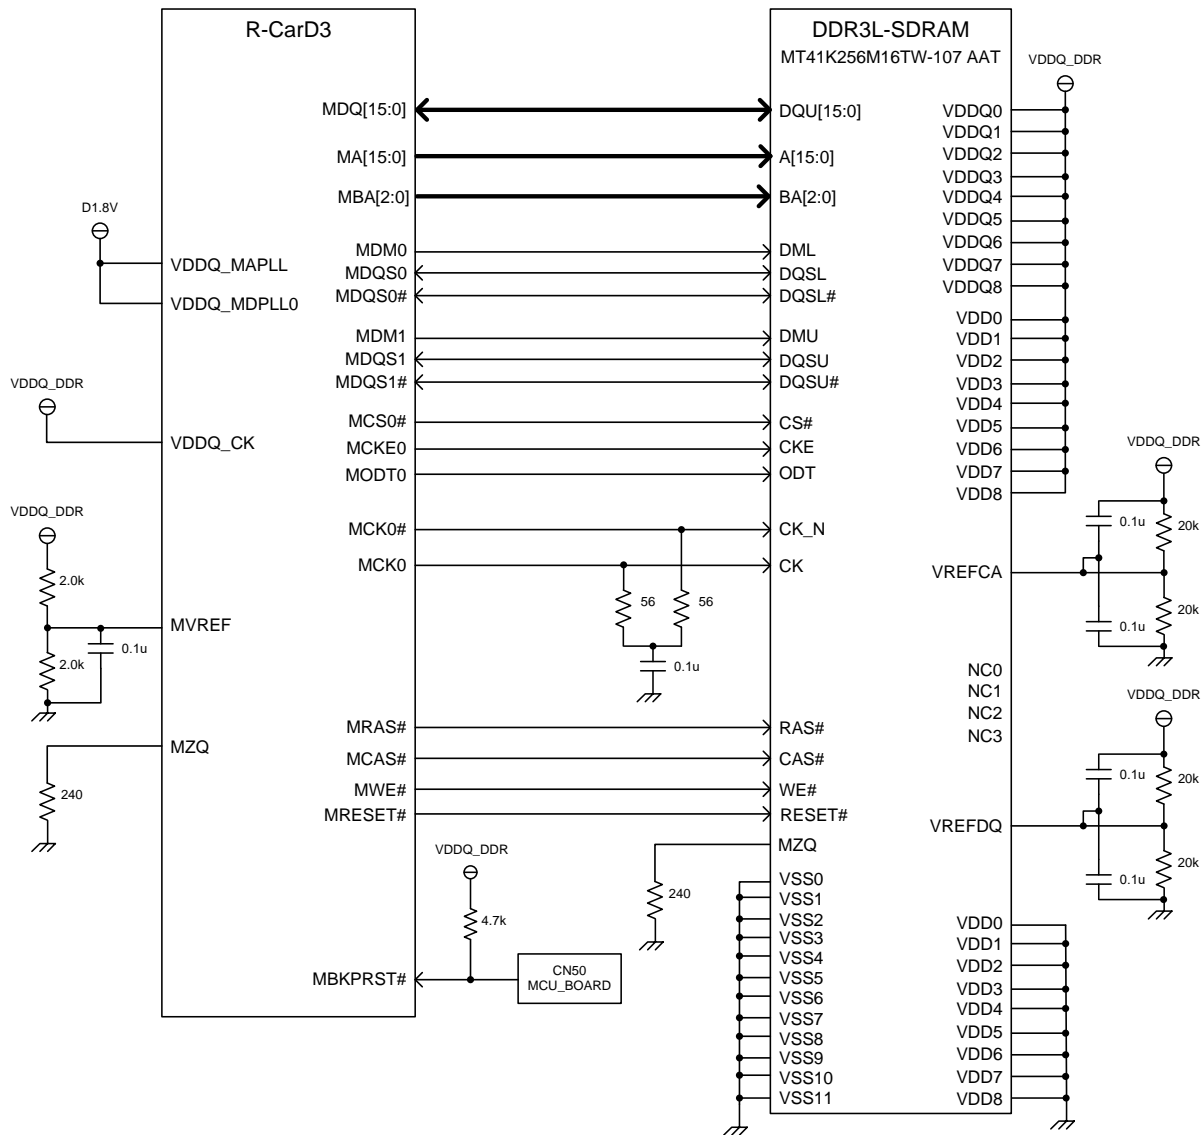 R-CarD3
DDR3L-SDRAM
MT41K256M16TW-107 AAT
VDDQ_DDR
MDQ[15:0]
DQU[15:0]
MA[15:0]
A[15:0]
MBA[2:0]
BA[2:0]
D1.8V
VDDQ_MAPLL
VDDQ_MDPLL0
MDM0
DML
MDQS0
DQSL
MDQS0#
DQSL#
MDM1
DMU
MDQS1
DQSU
MDQS1#
DQSU#
VDDQ_DDR
VDDQ_CK
MCS0#
CS#
MCKE0
CKE
MODT0
ODT
MCK0#
CK_N
MCK0
CK
56
56
0.1u
VDDQ_DDR
2.0k
MVREF
2.0k
0.1u
MZQ
240
MRAS#
RAS#
MCAS#
CAS#
MWE#
WE#
MRESET#
RESET#
MZQ
240
VDDQ_DDR
4.7k
MBKPRST#
CN50
MCU_BOARD
VSS0
VSS1
VSS2
VSS3
VSS4
VSS5
VSS6
VSS7
VSS8
VSS9
VSS10
VSS11
VDDQ0
VDDQ1
VDDQ2
VDDQ3
VDDQ4
VDDQ5
VDDQ6
VDDQ7
VDDQ8
VDD0
VDD1
VDD2
VDD3
VDD4
VDD5
VDD6
VDD7
VDD8
VDDQ_DDR
0.1u
20k
VREFCA
0.1u
20k
NC0
NC1
NC2
NC3
VDDQ_DDR
0.1u
20k
VREFDQ
0.1u
20k
VDD0
VDD1
VDD2
VDD3
VDD4
VDD5
VDD6
VDD7
VDD8